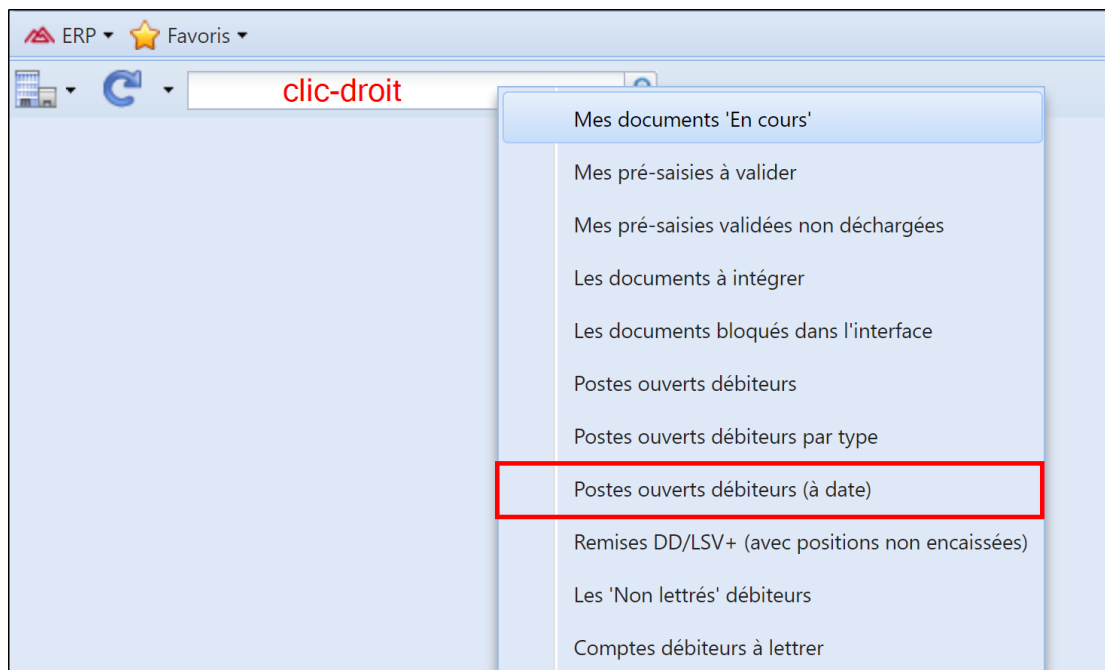 ERP Favoris
clic-droit
Mes documents 'En cours'
Mes pré-saisies à valider
Mes pré-saisies validées non déchargées
Les documents à intégrer
Les documents bloqués dans l'interface
Postes ouverts débiteurs
Postes ouverts débiteurs par type
Postes ouverts débiteurs (à date)
Remises DD/LSV+ (avec positions non encaissées)
Les 'Non lettrés' débiteurs
Comptes débiteurs à lettrer